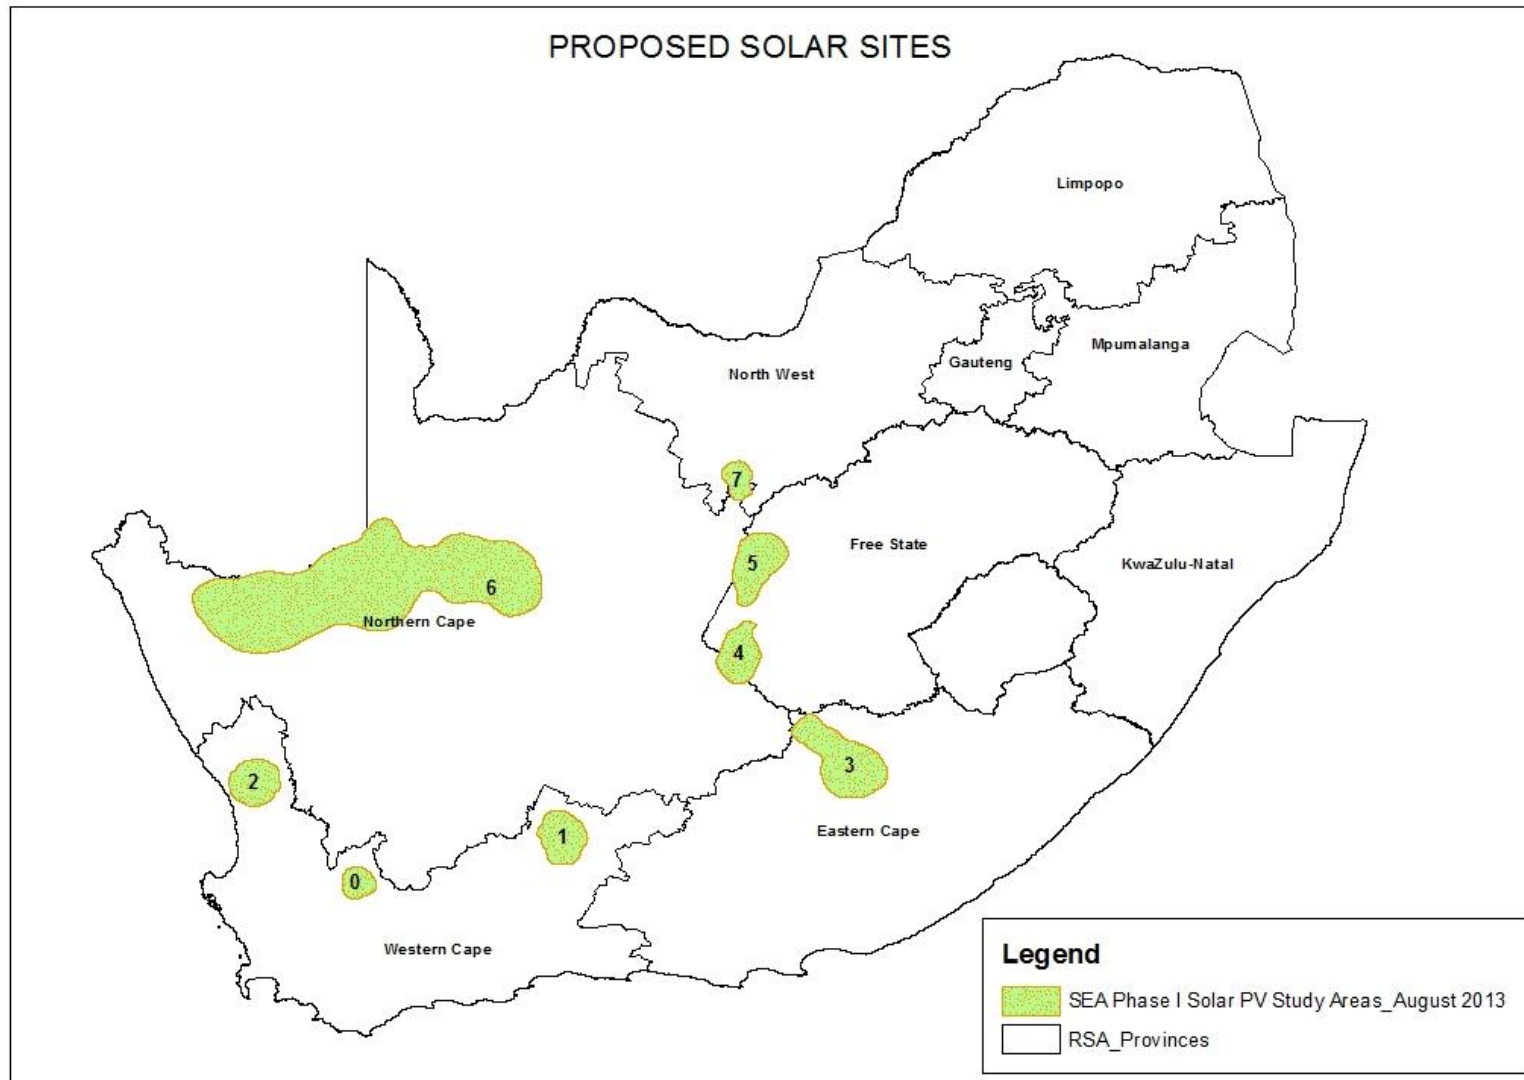 PROPOSED SOLAR SITES
Limpopo
Mpumalanga
Gauteng
North West
7
Free State
5
KwaZulu-Natal
6
Northern Cape
4
3
2
Eastern Cape
1
0
Western Cape
Legend
SEA Phase I Solar PV Study Areas_August 2013
RSA_Provinces